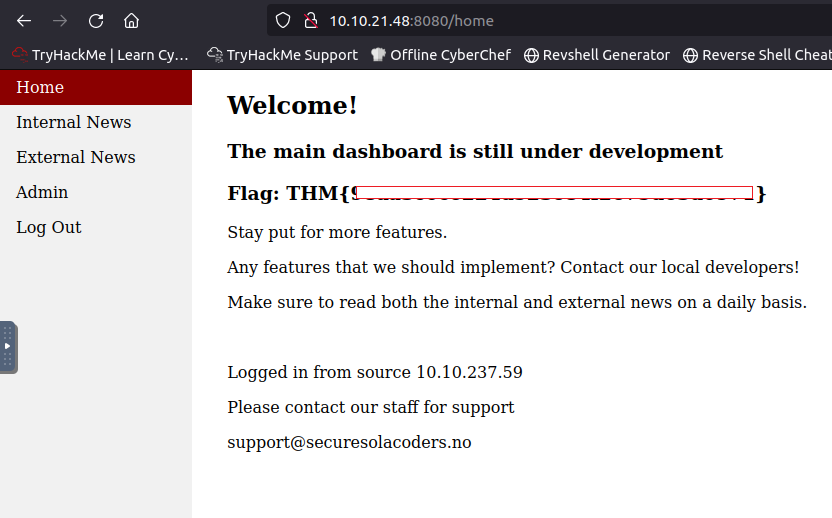 10.10.21.48:8080/home
TryHackMe | Learn Cy… TryHackMe Support Offline CyberChef Revshell Generator Reverse Shell Cheat
Home
Internal News
External News
Admin
Log Out
Welcome!
The main dashboard is still under development
Flag: THM{ }
Stay put for more features.
Any features that we should implement? Contact our local developers!
Make sure to read both the internal and external news on a daily basis.
Logged in from source 10.10.237.59
Please contact our staff for support
support@securesolacoders.no